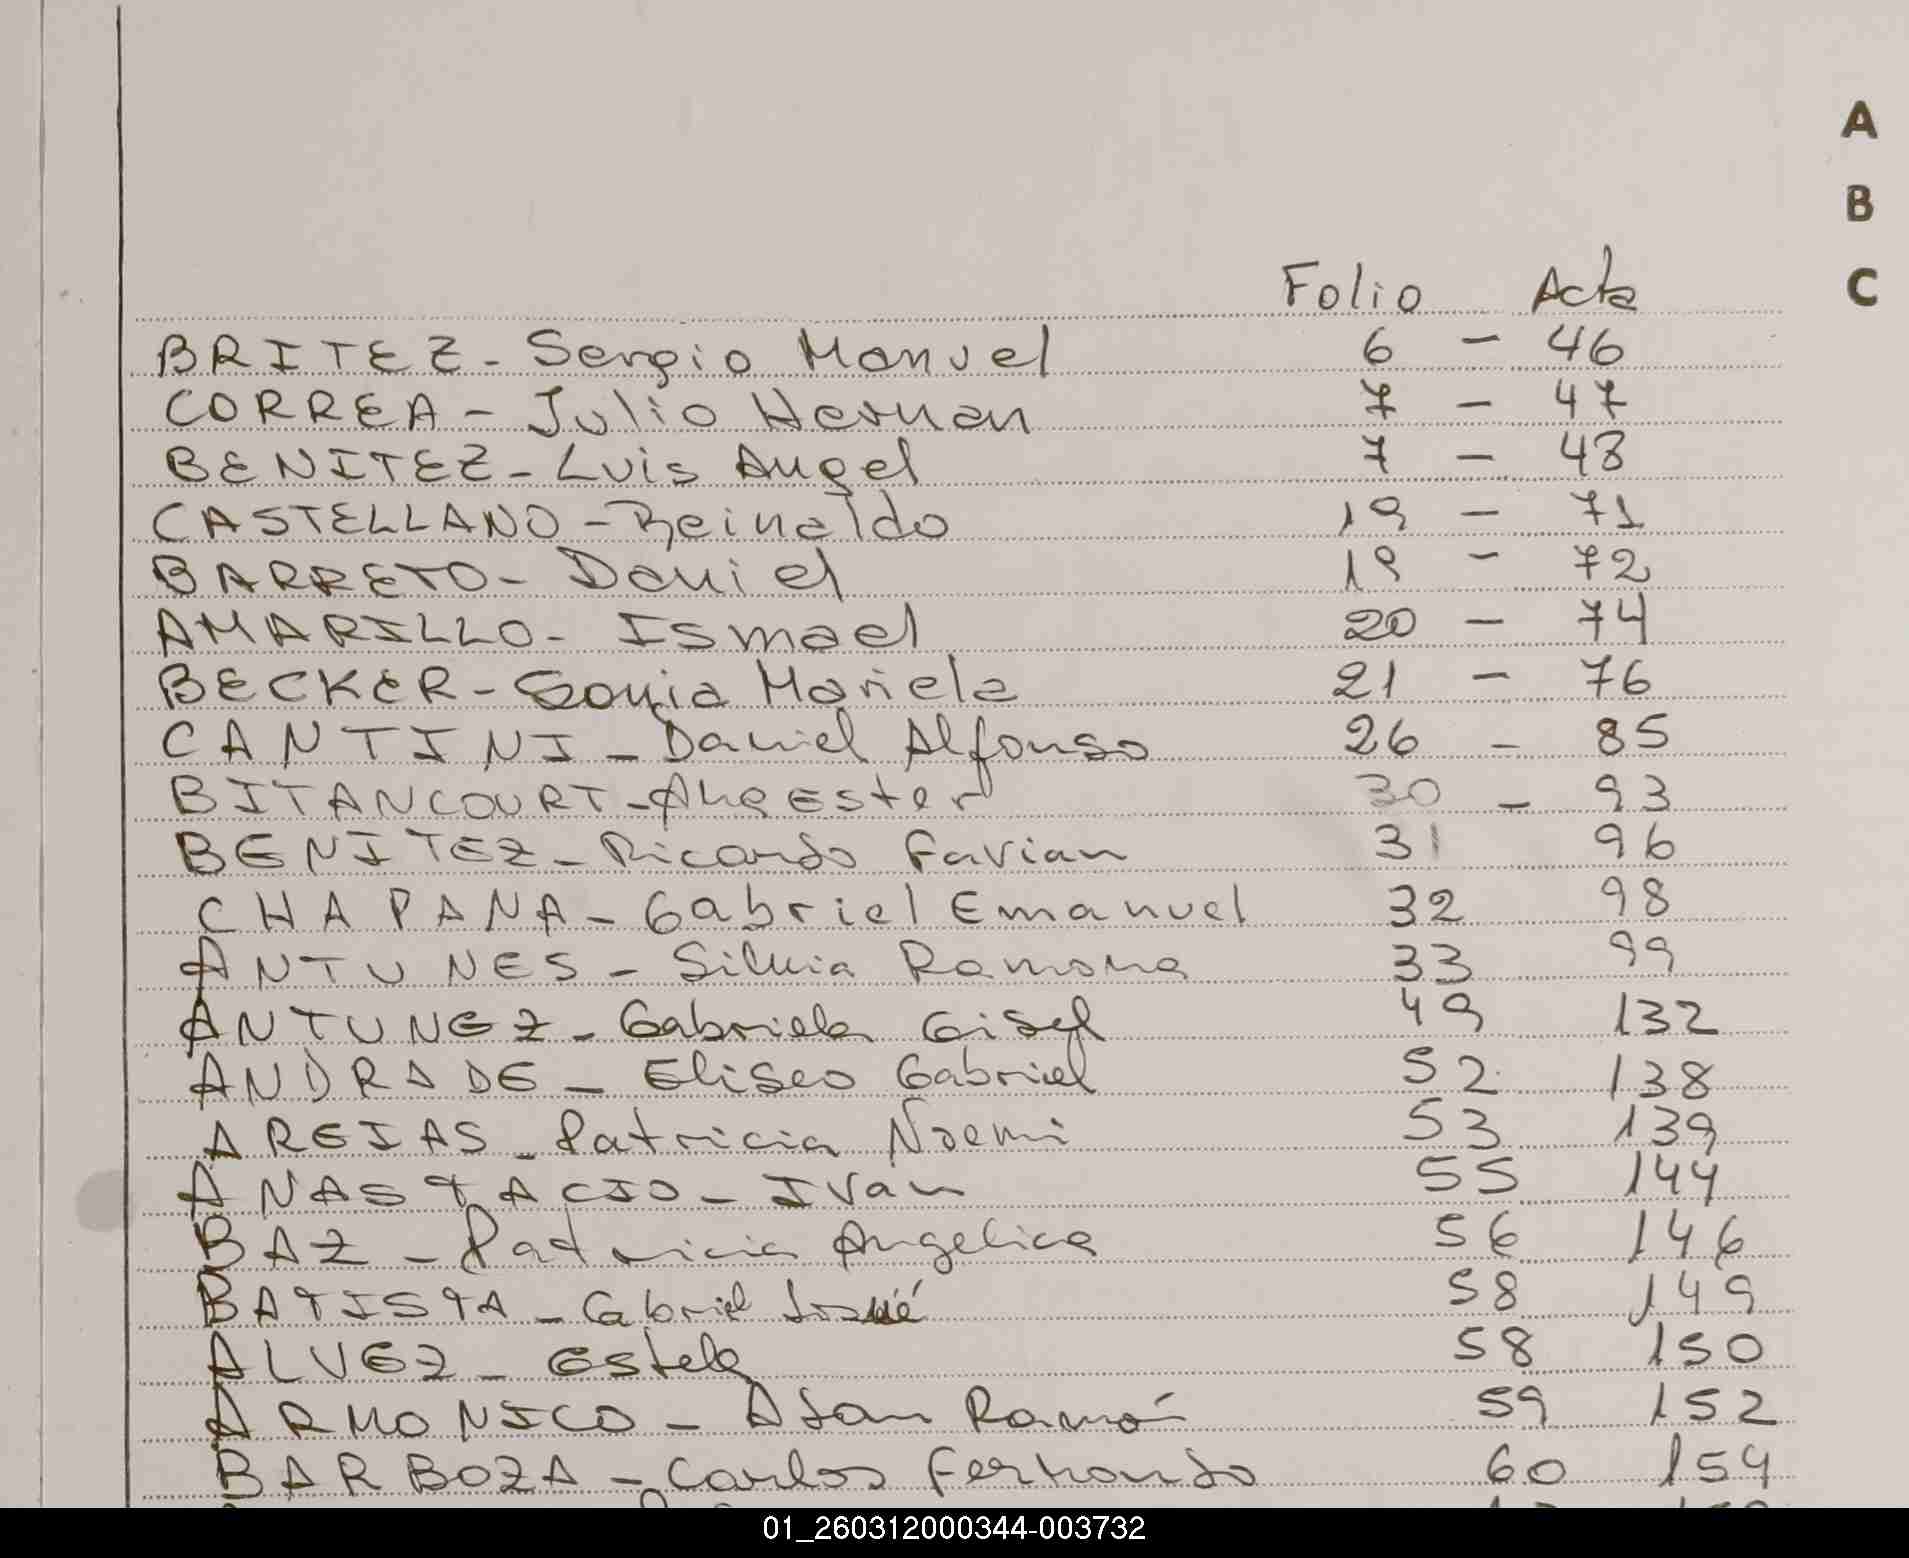 A
B
C
Folio - Acta
BRITEZ - Sergio Manuel 6 - 46
CORREA - Julio Hernan 7 - 47
BENITEZ - Luis Angel 7 - 48
CASTELLANO - Reinaldo 19 - 71
BARRETO - Daniel 19 - 72
AMARILLO - Ismael 20 - 74
BECKER - Sonia Mariela 21 - 76
CANTINI - Daniel Alfonso 26 - 85
BITANCOURT - Ana Ester 30 - 93
BENITEZ - Ricardo Favian 31 96
CHAPANA - Gabriel Emanuel 32 98
ANTUNES - Silvia Ramona 33 99
ANTUNEZ - Gabriela Gisel 49 132
ANDRADE - Eliseo Gabriel 52 138
AREJAS - Patricia Noemi 53 139
ANASTACIO - Ivan 55 144
BAZ - Patricia Angelica 56 146
BATISTA - Gabriel Josué 58 149
ALVEZ - Estela 58 150
ARMONICO - Adan Ramón 59 152
BARBOZA - Carlos Fernando 60 154
01_260312000344-003732